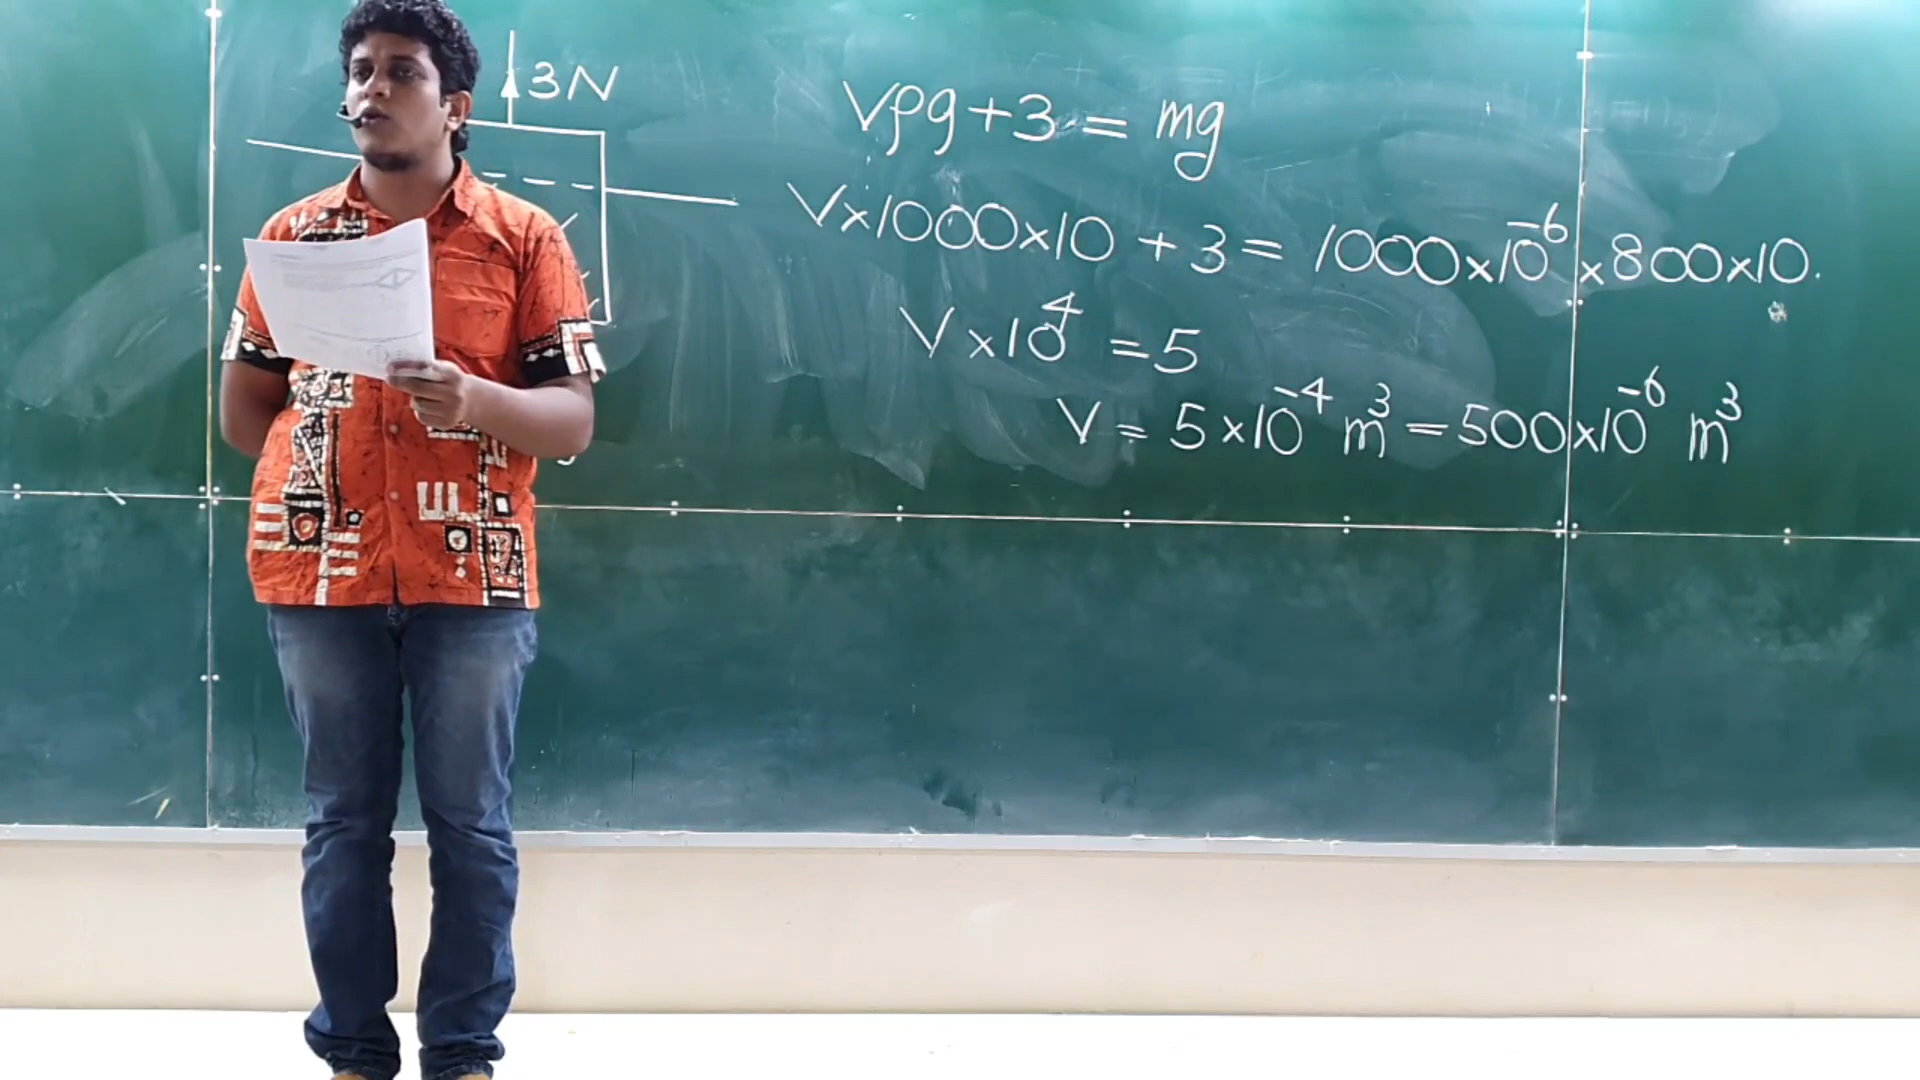 3N
Vρg + 3 = mg
V×1000×10 + 3 = 1000×10⁻⁶×800×10.
V×10⁴ = 5
V = 5×10⁻⁴ m³ = 500×10⁻⁶ m³